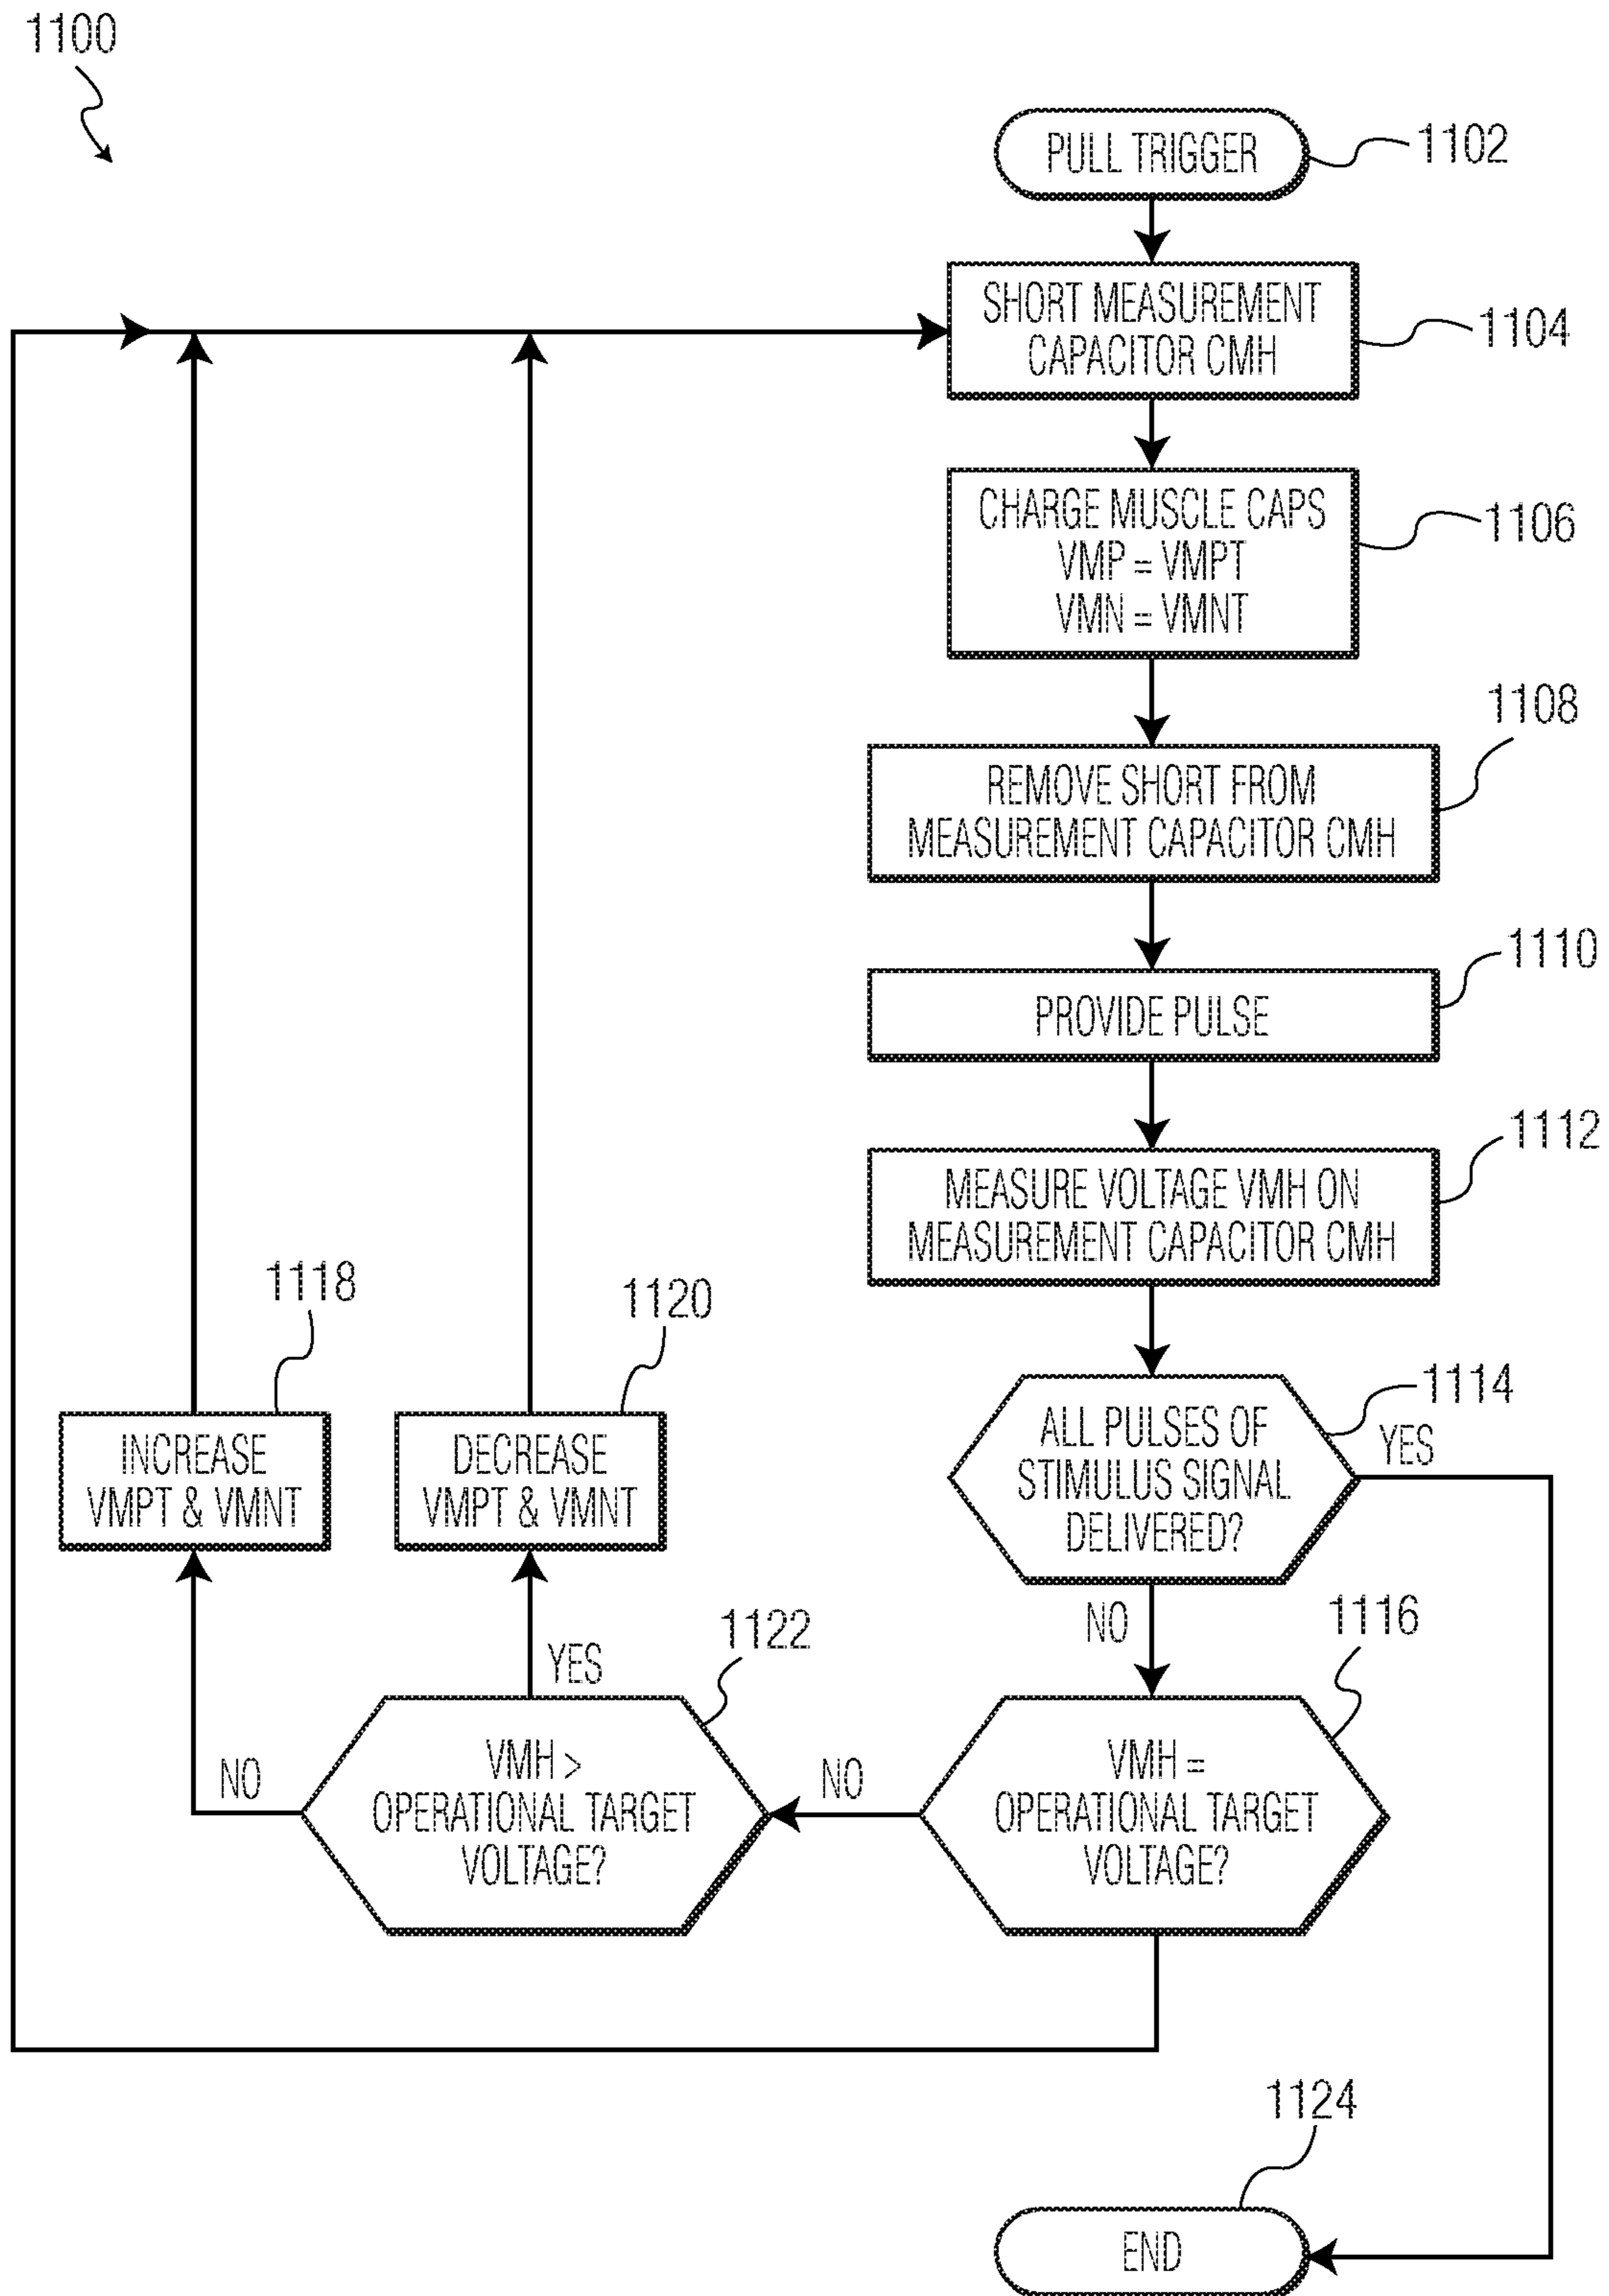 1100
PULL TRIGGER
1102
SHORT MEASUREMENT
CAPACITOR CMH
1104
CHARGE MUSCLE CAPS
VMP = VMPT
VMN = VMNT
1106
1108
REMOVE SHORT FROM
MEASUREMENT CAPACITOR CMH
1110
PROVIDE PULSE
1112
MEASURE VOLTAGE VMH ON
MEASUREMENT CAPACITOR CMH
1114
ALL PULSES OF
STIMULUS SIGNAL
DELIVERED?
YES
NO
1118
INCREASE
VMPT & VMNT
1120
DECREASE
VMPT & VMNT
1116
VMH =
OPERATIONAL TARGET
VOLTAGE?
NO
1122
YES
VMH >
OPERATIONAL TARGET
VOLTAGE?
NO
1124
END